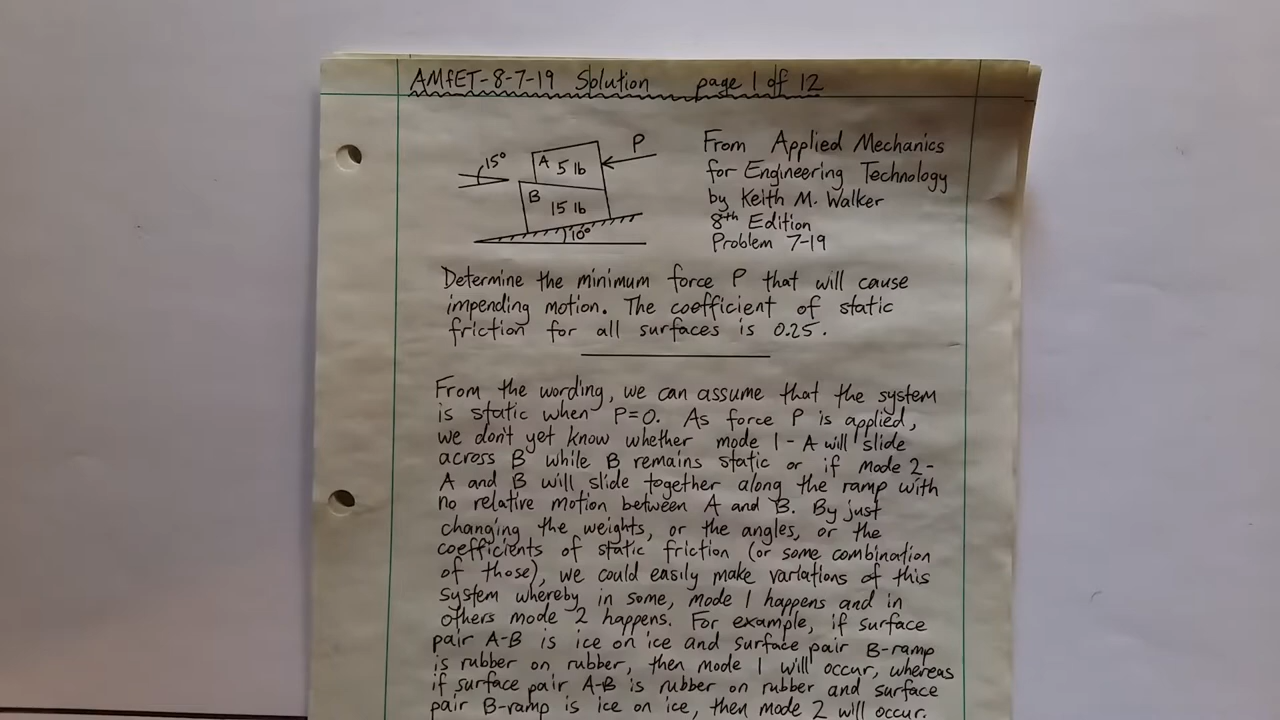 AMfET-8-7-19 Solution page 1 of 12
15°
A 5 lb
P
B
15 lb
10°
From Applied Mechanics
for Engineering Technology
by Keith M. Walker
8th Edition
Problem 7-19
Determine the minimum force P that will cause
impending motion. The coefficient of static
friction for all surfaces is 0.25.
From the wording, we can assume that the system
is static when P=0. As force P is applied,
we don't yet know whether mode 1 - A will slide
across B while B remains static or if mode 2-
A and B will slide together along the ramp with
no relative motion between A and B. By just
changing the weights, or the angles, or the
coefficients of static friction (or some combination
of those), we could easily make variations of this
system whereby in some, mode 1 happens and in
others mode 2 happens. For example, if surface
pair A-B is ice on ice and surface pair B-ramp
is rubber on rubber, then mode 1 will occur, whereas
if surface pair A-B is rubber on rubber and surface
pair B-ramp is ice on ice, then mode 2 will occur.